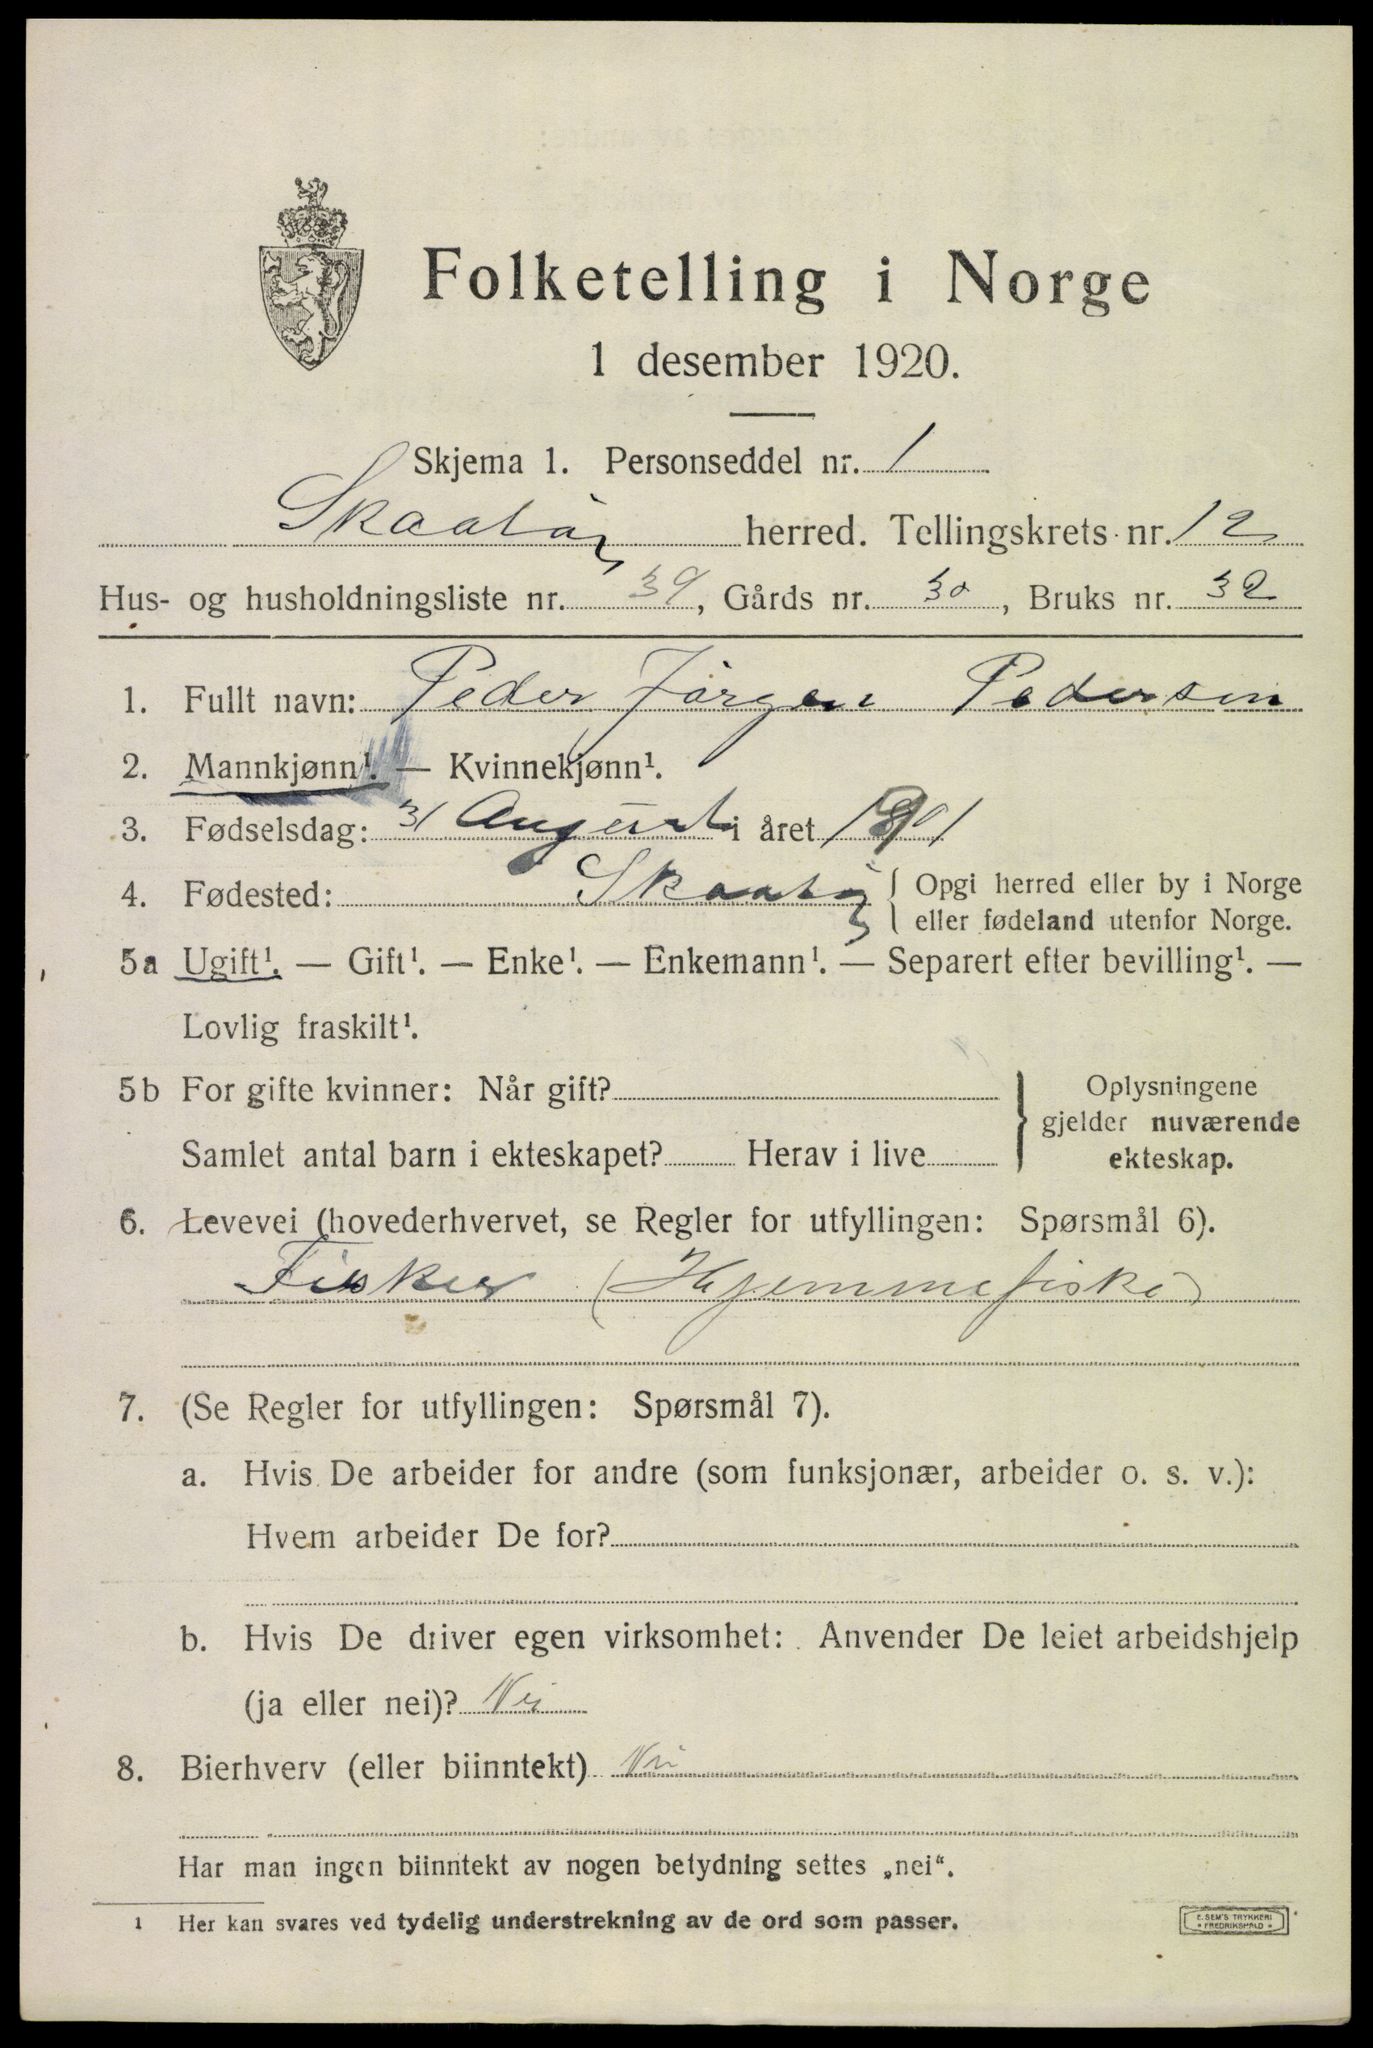 Folketelling i Norge
1 desember 1920.
Skjema 1. Personseddel nr. 1
Skaatöy herred. Tellingskrets nr. 12
Hus- og husholdningsliste nr. 39, Gårds nr. 30, Bruks nr. 32
1. Fullt navn: Peder Jörgen Pedersen
2. Mannkjønn¹. — Kvinnekjønn¹.
3. Fødselsdag: 31 August i året 1901
4. Fødested: Skaatöy { Opgi herred eller by i Norge
eller fødeland utenfor Norge.
5a Ugift¹. — Gift¹. — Enke¹. — Enkemann¹. — Separert efter bevilling¹. —
Lovlig fraskilt¹.
5b For gifte kvinner: Når gift? } Oplysningene
gjelder nuværende
Samlet antal barn i ekteskapet? Herav i live ekteskap.
6. Levevei (hovederhvervet, se Regler for utfyllingen: Spørsmål 6).
Fisker (Hjemmefiske)
7. (Se Regler for utfyllingen: Spørsmål 7).
a. Hvis De arbeider for andre (som funksjonær, arbeider o. s. v.):
Hvem arbeider De for?
b. Hvis De driver egen virksomhet: Anvender De leiet arbeidshjelp
(ja eller nei)? Nei
8. Bierhverv (eller biinntekt) Nei
Har man ingen biinntekt av nogen betydning settes „nei“.
1 Her kan svares ved tydelig understrekning av de ord som passer.
E. SEM'S TRYKKERI
* FREDRIKSHALD *